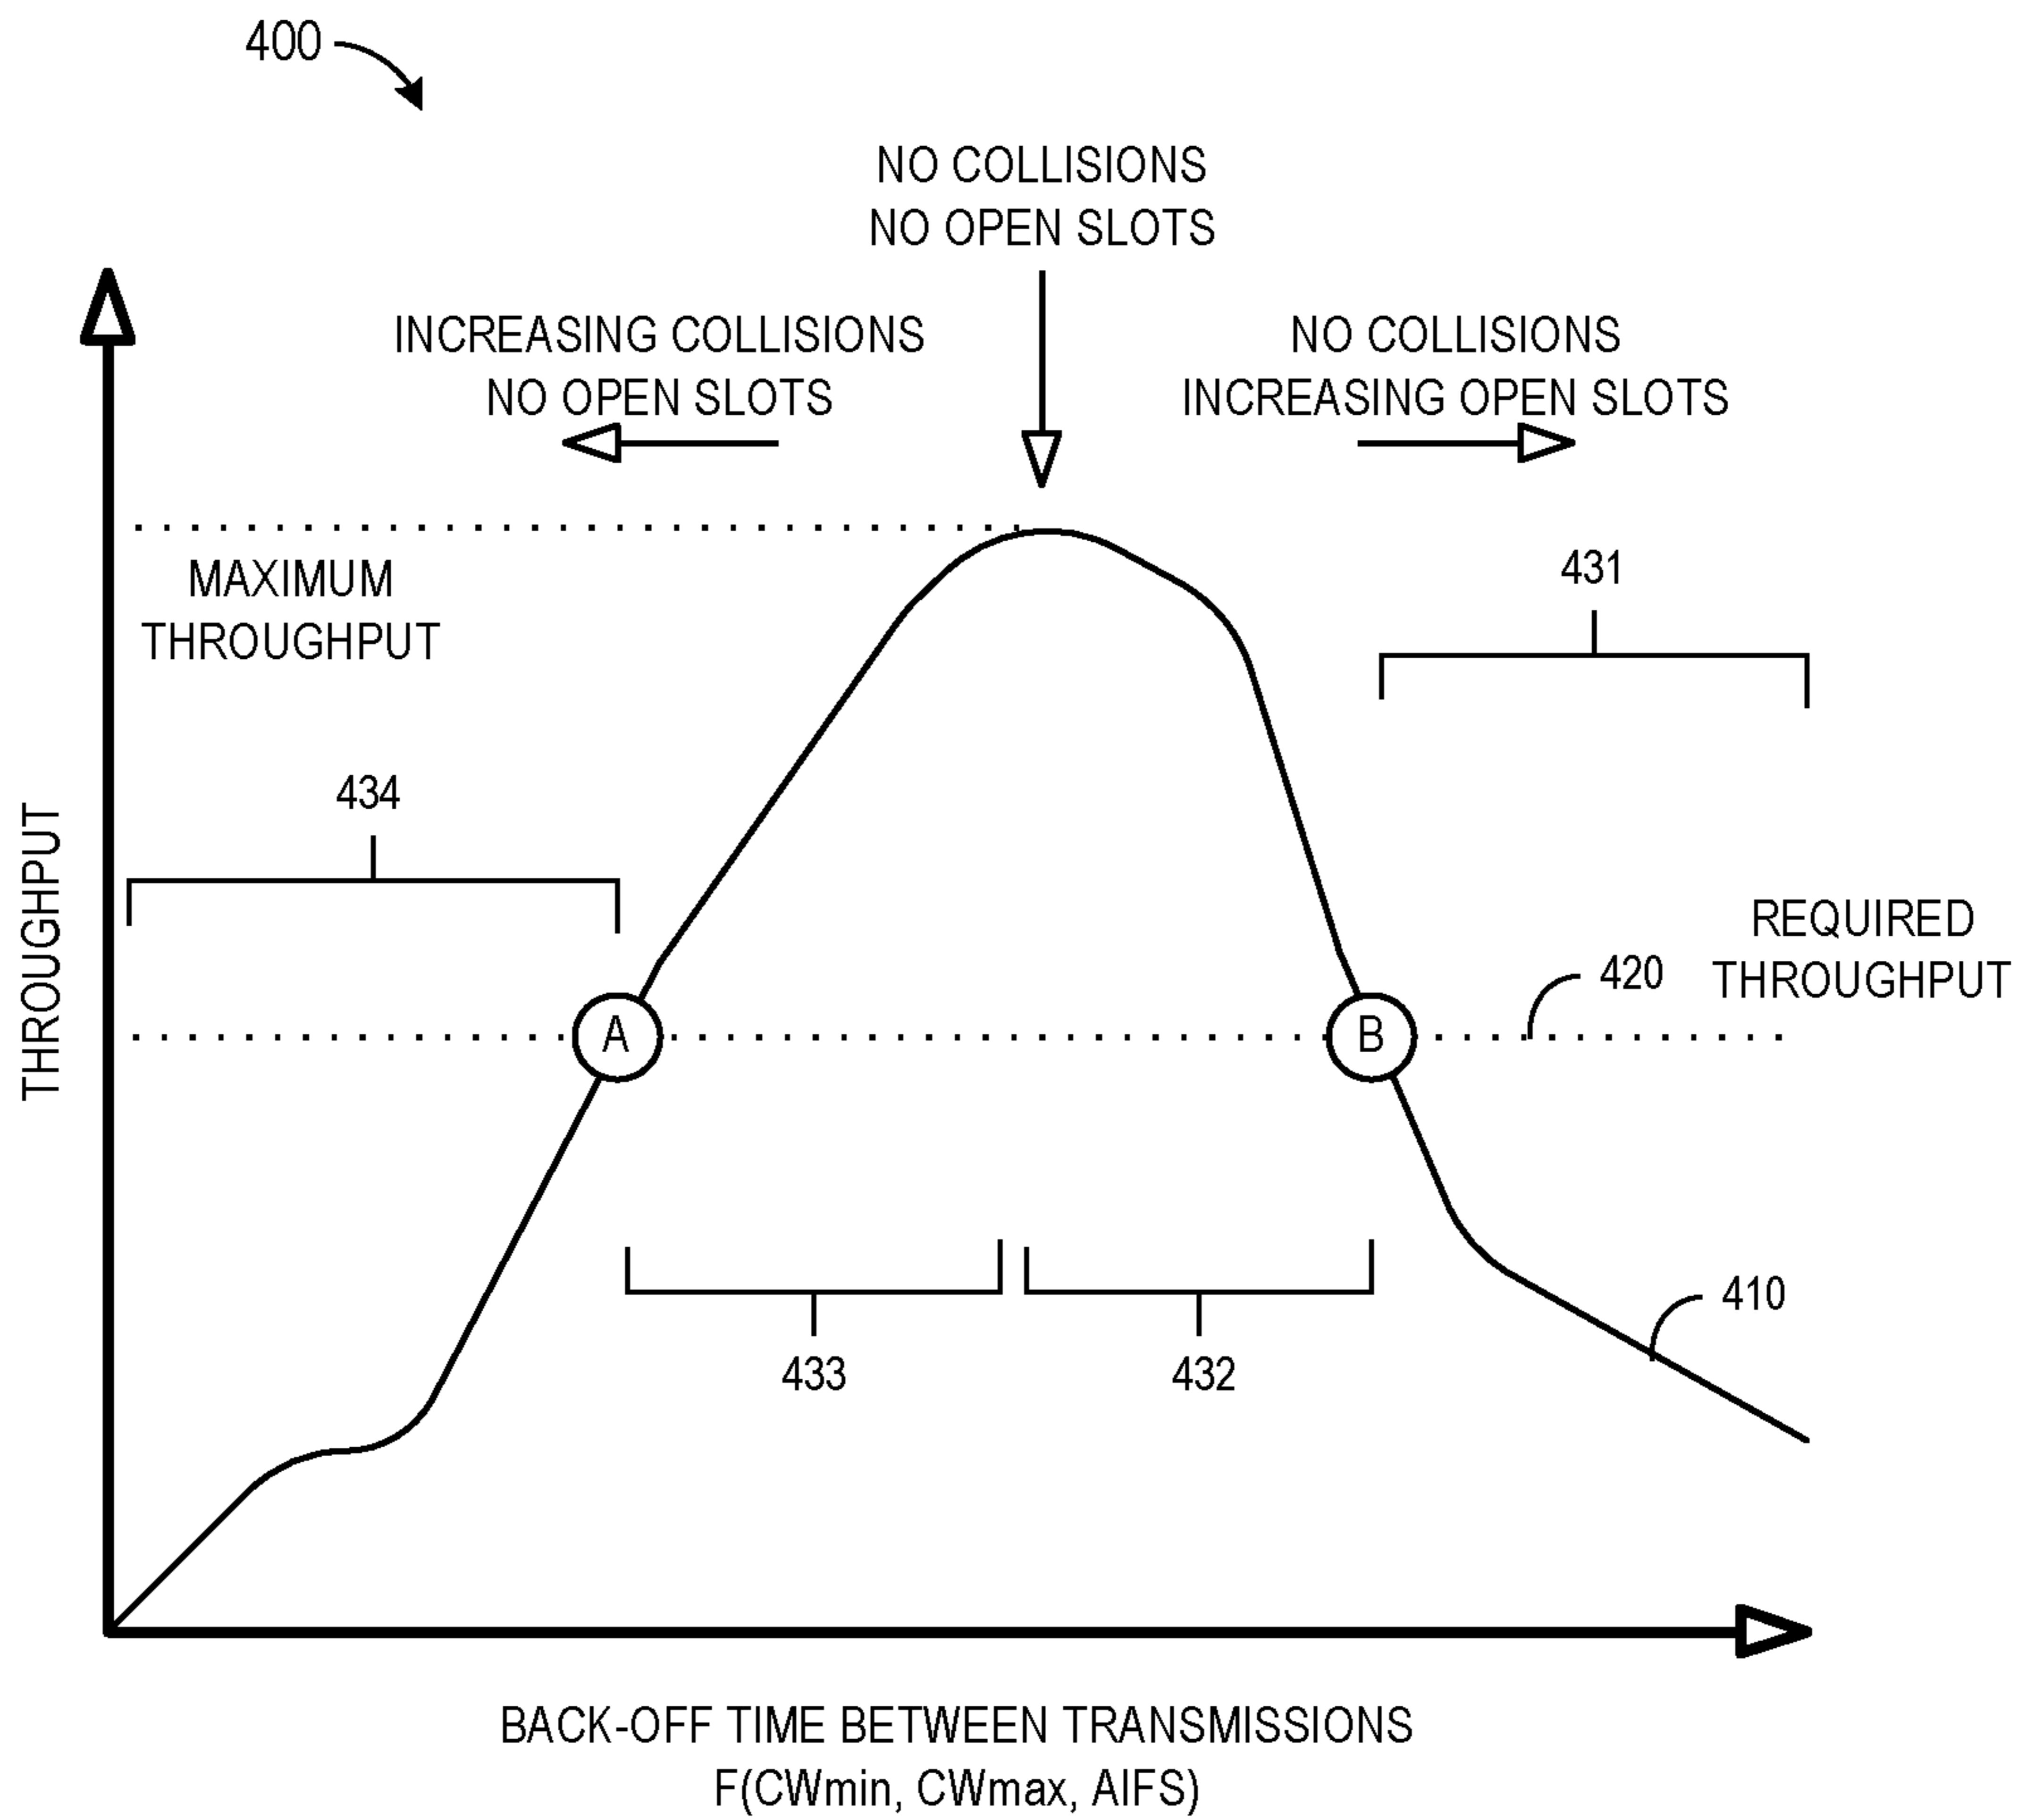 400
NO COLLISIONS
NO OPEN SLOTS
INCREASING COLLISIONS
NO OPEN SLOTS
NO COLLISIONS
INCREASING OPEN SLOTS
MAXIMUM
THROUGHPUT
431
434
THROUGHPUT
REQUIRED
THROUGHPUT
420
A
B
410
433
432
BACK-OFF TIME BETWEEN TRANSMISSIONS
F(CWmin, CWmax, AIFS)